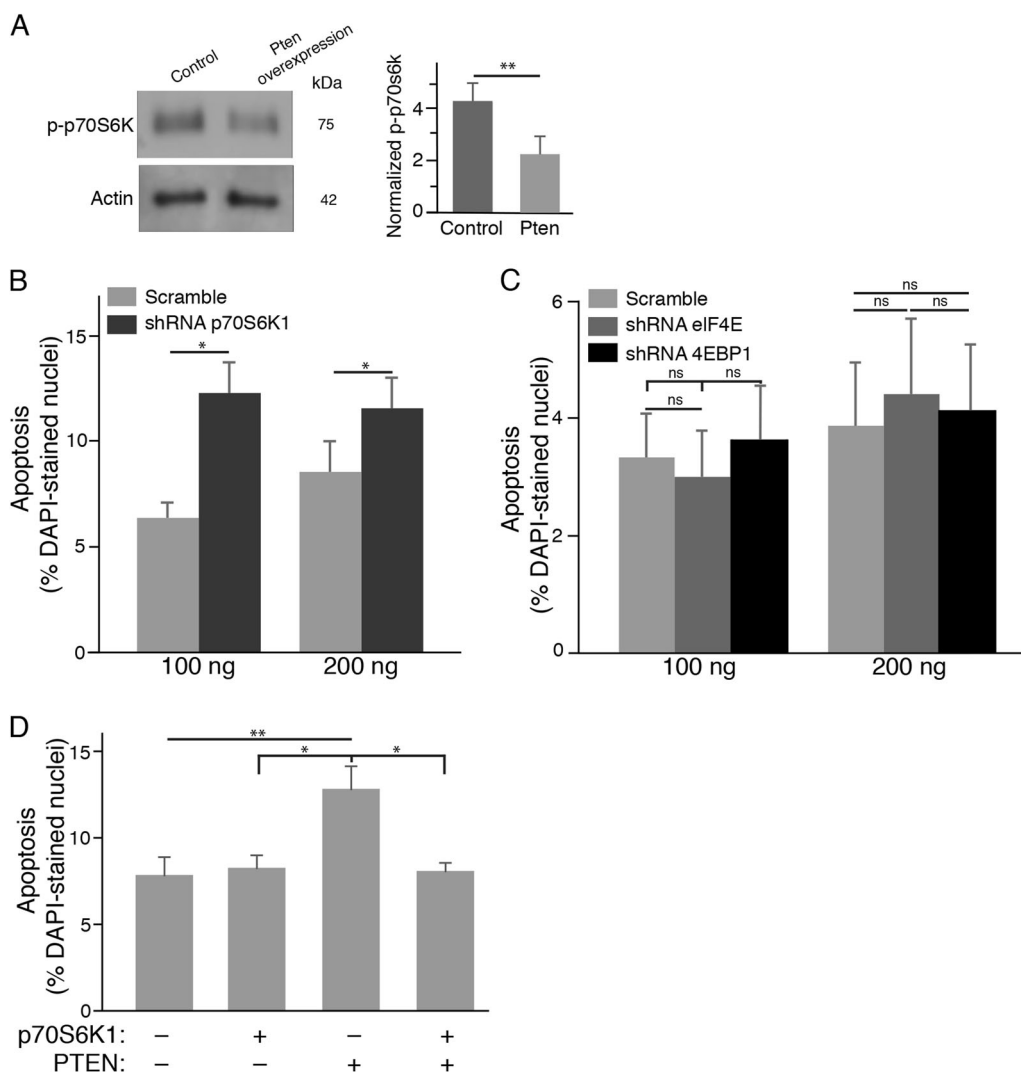 A
Control
Pten
overexpression
kDa
p-p70S6K
75
Actin
42
Normalized p-p70s6k
4
2
0
**
Control Pten
B
Scramble
shRNA p70S6K1
Apoptosis
(% DAPI-stained nuclei)
15
10
5
0
*
*
100 ng 200 ng
C
Scramble
shRNA eIF4E
shRNA 4EBP1
Apoptosis
(% DAPI-stained nuclei)
6
4
2
0
ns
ns ns
ns ns
ns
100 ng 200 ng
D
Apoptosis
(% DAPI-stained nuclei)
15
10
5
0
**
* *
p70S6K1: – + – +
PTEN: – – + +